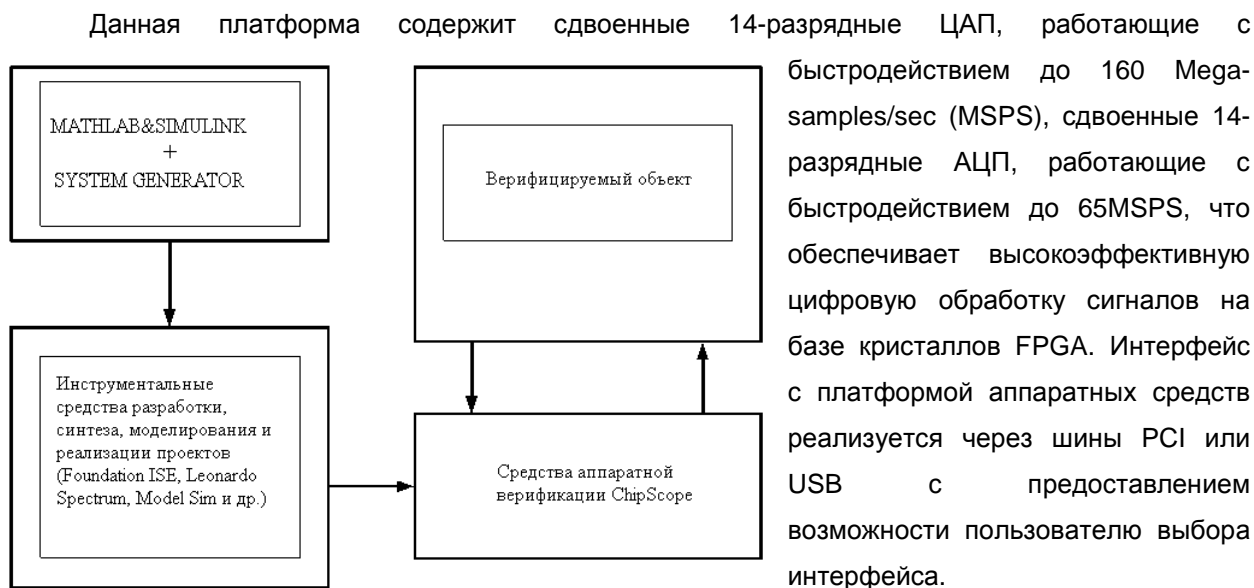 Данная платформа содержит сдвоенные 14-разрядные ЦАП, работающие с
быстродействием до 160 Mega-
samples/sec (MSPS), сдвоенные 14-
разрядные АЦП, работающие с
быстродействием до 65MSPS, что
обеспечивает высокоэффективную
цифровую обработку сигналов на
базе кристаллов FPGA. Интерфейс
с платформой аппаратных средств
реализуется через шины PCI или
USB с предоставлением
возможности пользователю выбора
интерфейса.
MATHLAB&SIMULINK
+
SYSTEM GENERATOR
Верифицируемый объект
Инструментальные
средства разработки,
синтеза, моделирования и
реализации проектов
(Foundation ISE, Leonardo
Spectrum, Model Sim и др.)
Средства аппаратной
верификации ChipScope